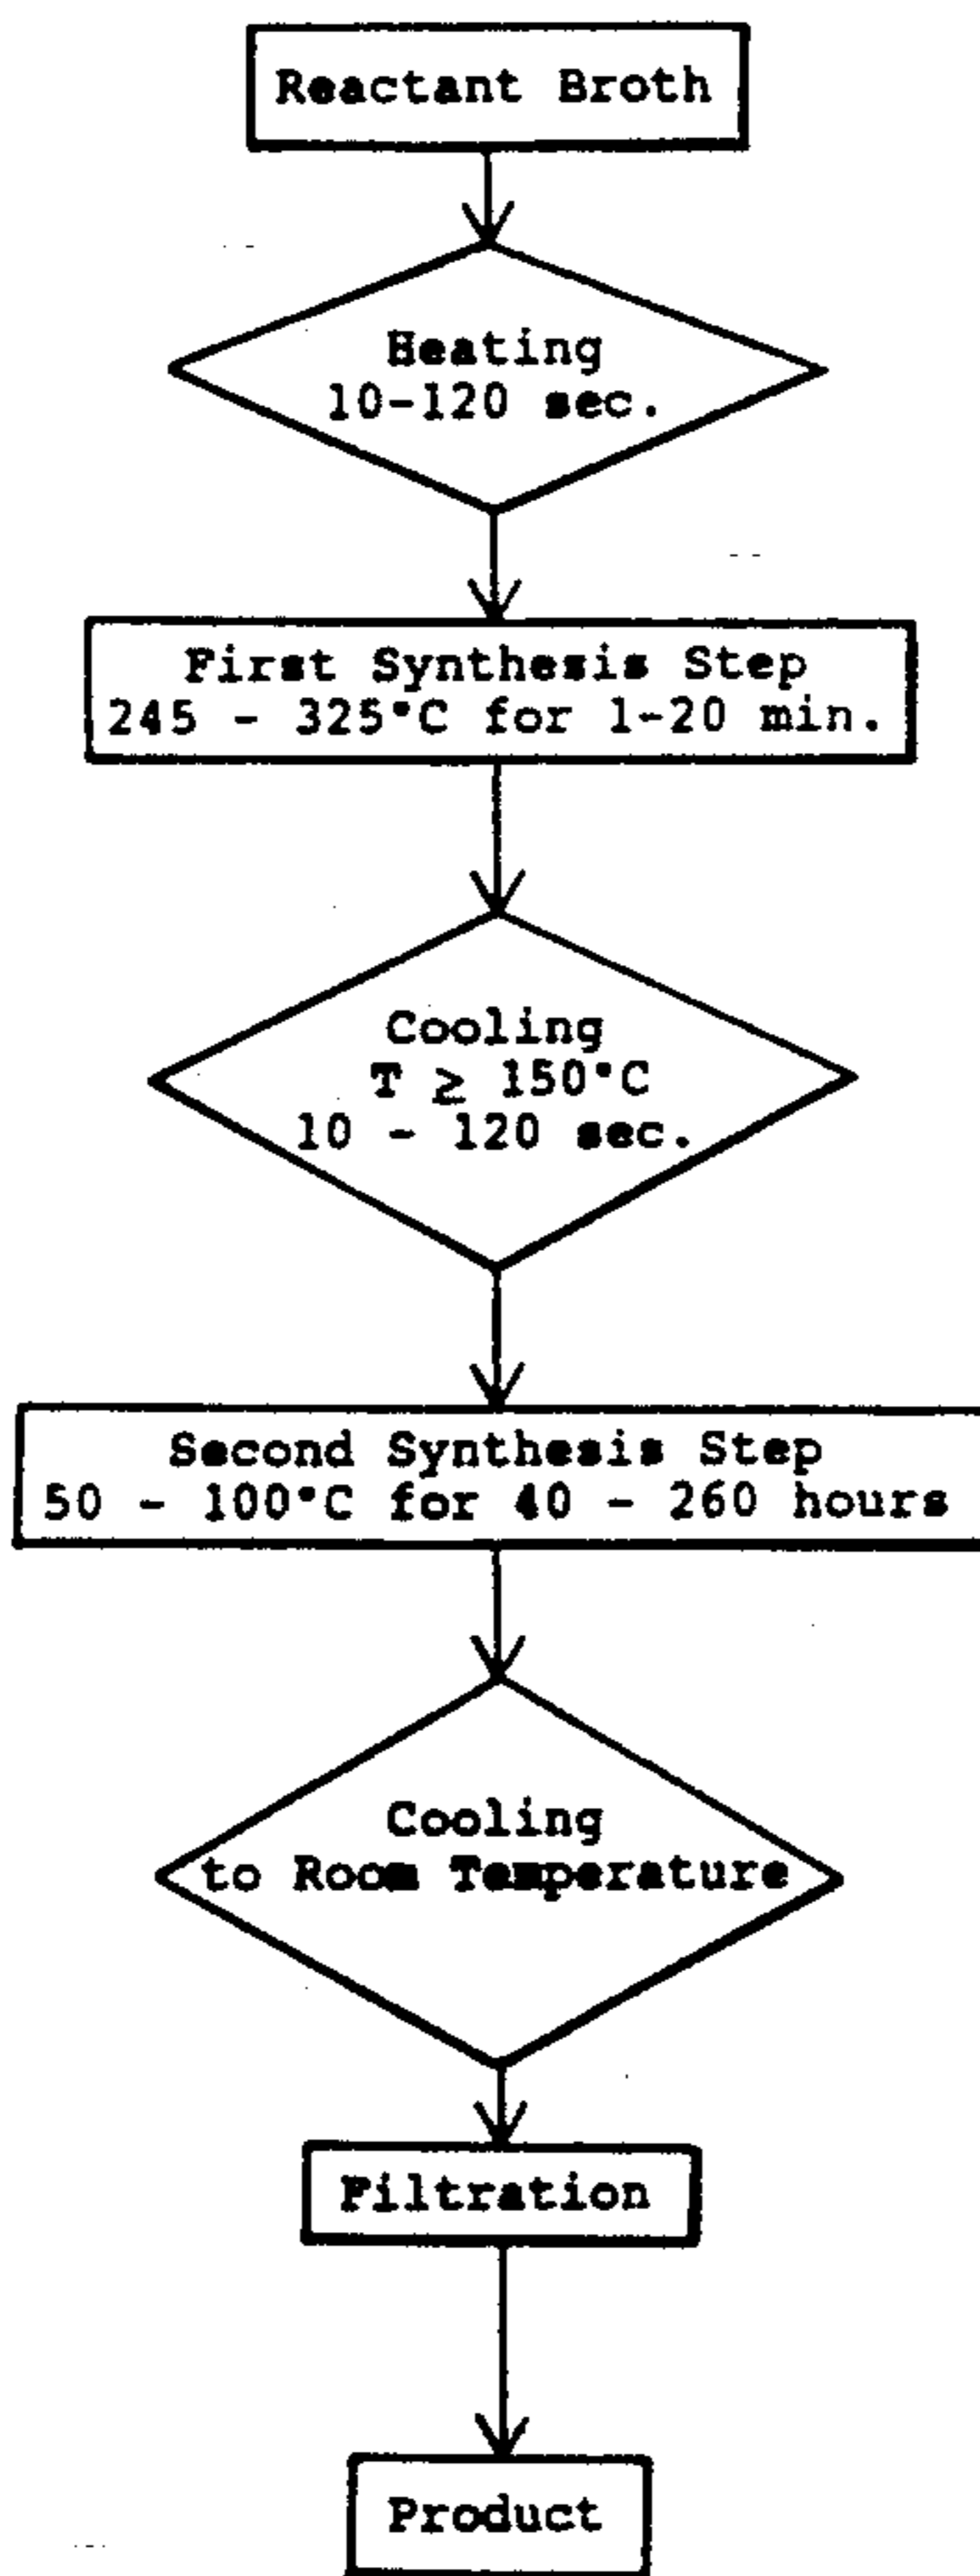 Reactant Broth
Heating
10-120 sec.
First Synthesis Step
245 - 325°C for 1-20 min.
Cooling
T ≥ 150°C
10 - 120 sec.
Second Synthesis Step
50 - 100°C for 40 - 260 hours
Cooling
to Room Temperature
Filtration
Product